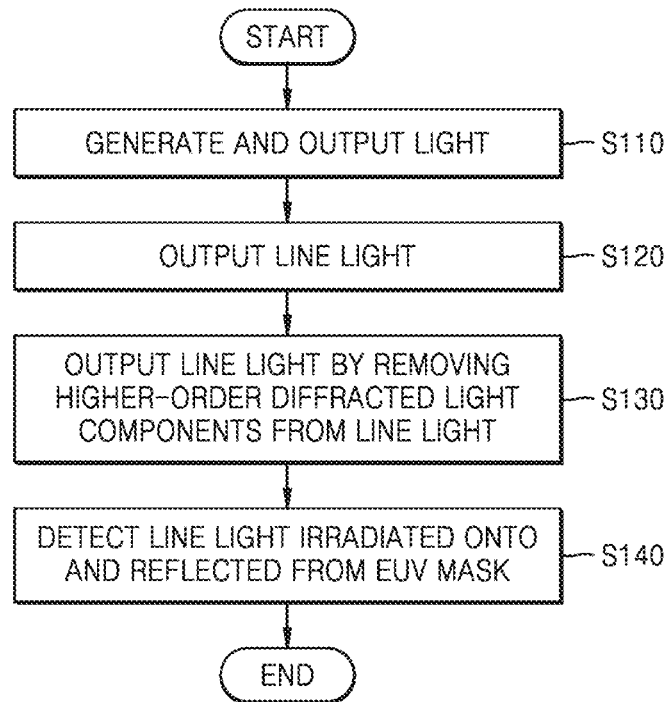 START
GENERATE AND OUTPUT LIGHT
S110
OUTPUT LINE LIGHT
S120
OUTPUT LINE LIGHT BY REMOVING
HIGHER-ORDER DIFFRACTED LIGHT
COMPONENTS FROM LINE LIGHT
S130
DETECT LINE LIGHT IRRADIATED ONTO
AND REFLECTED FROM EUV MASK
S140
END